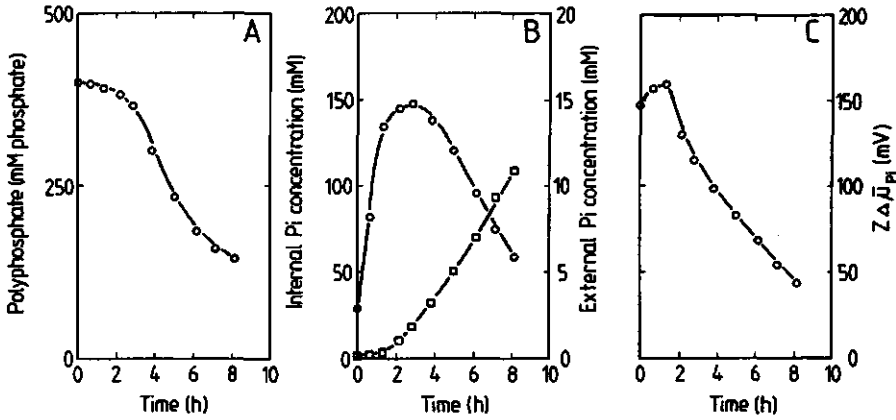 A
Polyphosphate (mM phosphate)
500
250
0
0 2 4 6 8 10
Time (h)
B
Internal Pi concentration (mM)
200
150
100
50
0
0 2 4 6 8 10
Time (h)
20
15
10
5
0
External Pi concentration (mM)
C
0 2 4 6 8 10
Time (h)
200
150
100
50
0
Z Δ μ̄ Pi (mV)